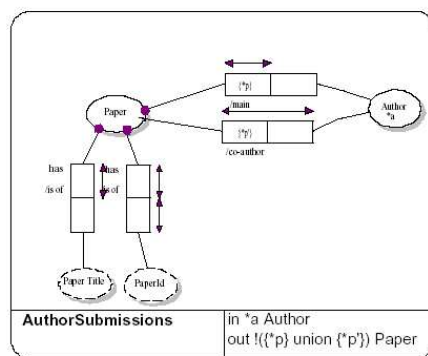 {*p}
/main
Paper
Author
*a
{*p'}
/co-author
has
/is of
has
/is of
Paper Title
PaperId
AuthorSubmissions
in *a Author
out !({*p} union {*p'}) Paper